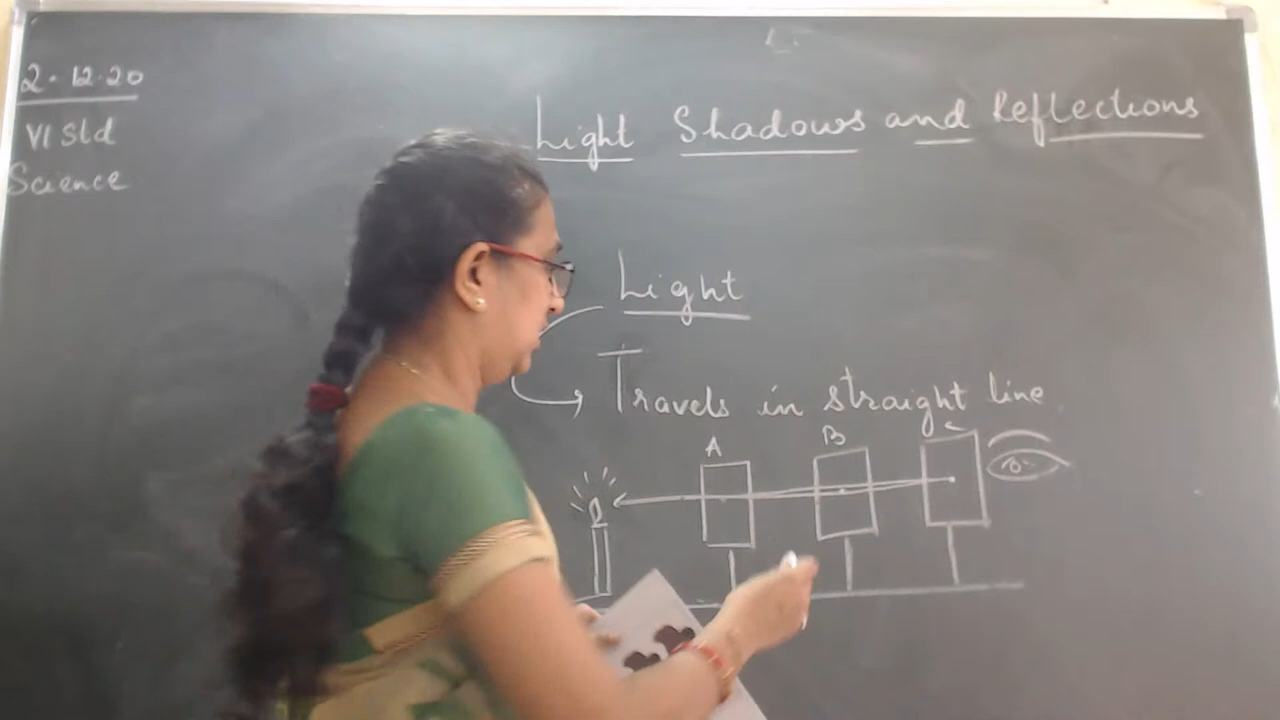 2.12.20
VI Std
Science
Light Shadows and Reflections
Light
Travels in straight line
A B C